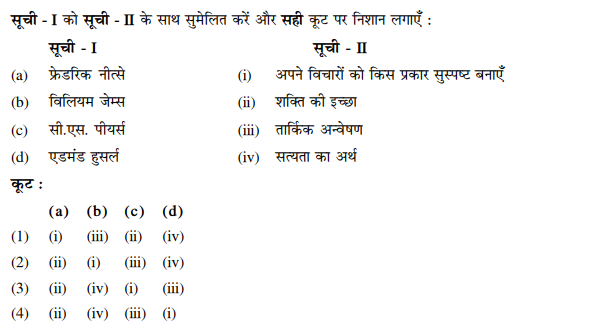 सूची - I को सूची - II के साथ सुमेलित करें और सही कूट पर निशान लगाएँ :
सूची - I सूची - II
(a) फ्रेडरिक नीत्से (i) अपने विचारों को किस प्रकार सुस्पष्ट बनाएँ
(b) विलियम जेम्स (ii) शक्ति की इच्छा
(c) सी.एस. पीयर्स (iii) तार्किक अन्वेषण
(d) एडमंड हुसर्ल (iv) सत्यता का अर्थ
कूट :
(a) (b) (c) (d)
(1) (i) (iii) (ii) (iv)
(2) (ii) (i) (iii) (iv)
(3) (ii) (iv) (i) (iii)
(4) (ii) (iv) (iii) (i)